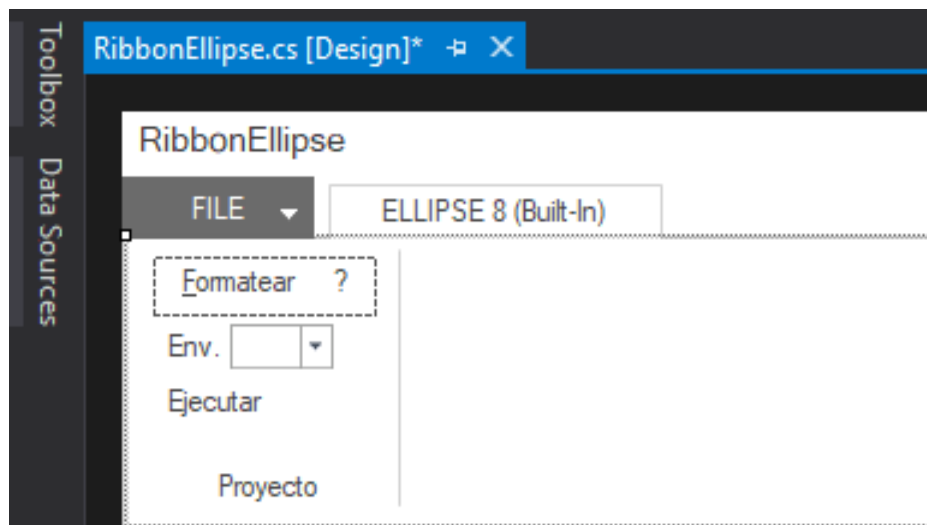 Toolbox
Data Sources
RibbonEllipse.cs [Design]*
RibbonEllipse
FILE ELLIPSE 8 (Built-In)
Formatear ?
Env.
Ejecutar
Proyecto